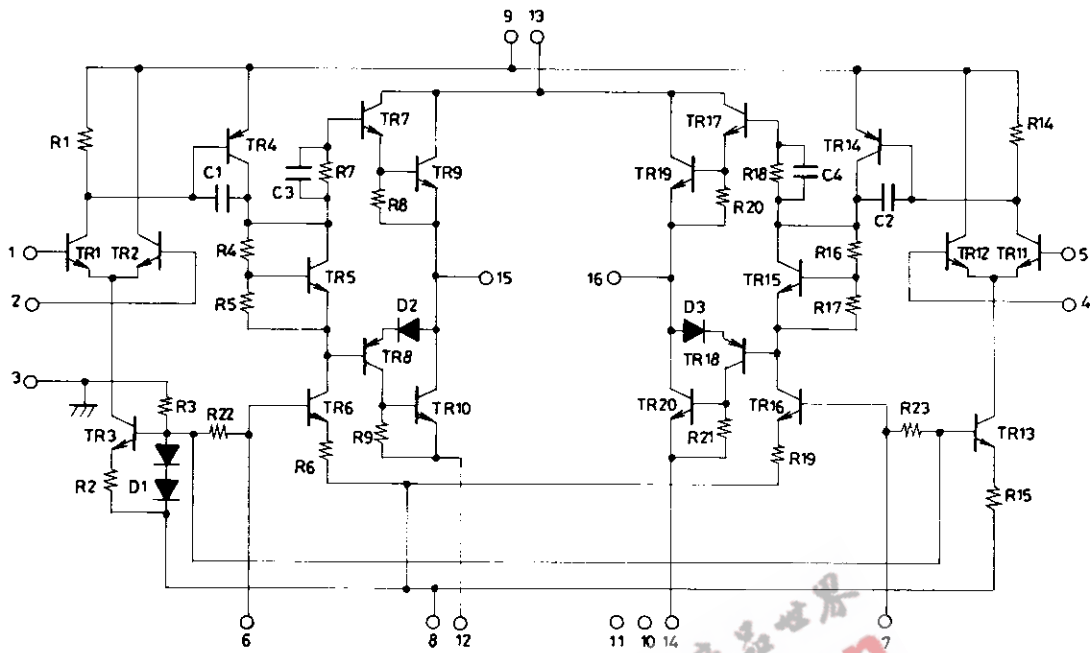 9 13
R1
TR4
TR7
TR17
TR14
R14
C1
C3
R7
TR9
TR19
R18
C4
C2
R8
R20
1
TR1
TR2
R4
TR5
15
16
TR15
R16
TR12
TR11
5
2
R5
D2
D3
R17
4
TR8
TR18
3
R3
R22
TR6
TR10
TR20
TR16
R23
TR3
R9
R21
TR13
R2
D1
R6
R19
R15
6
8
12
11
10
14
7
世界